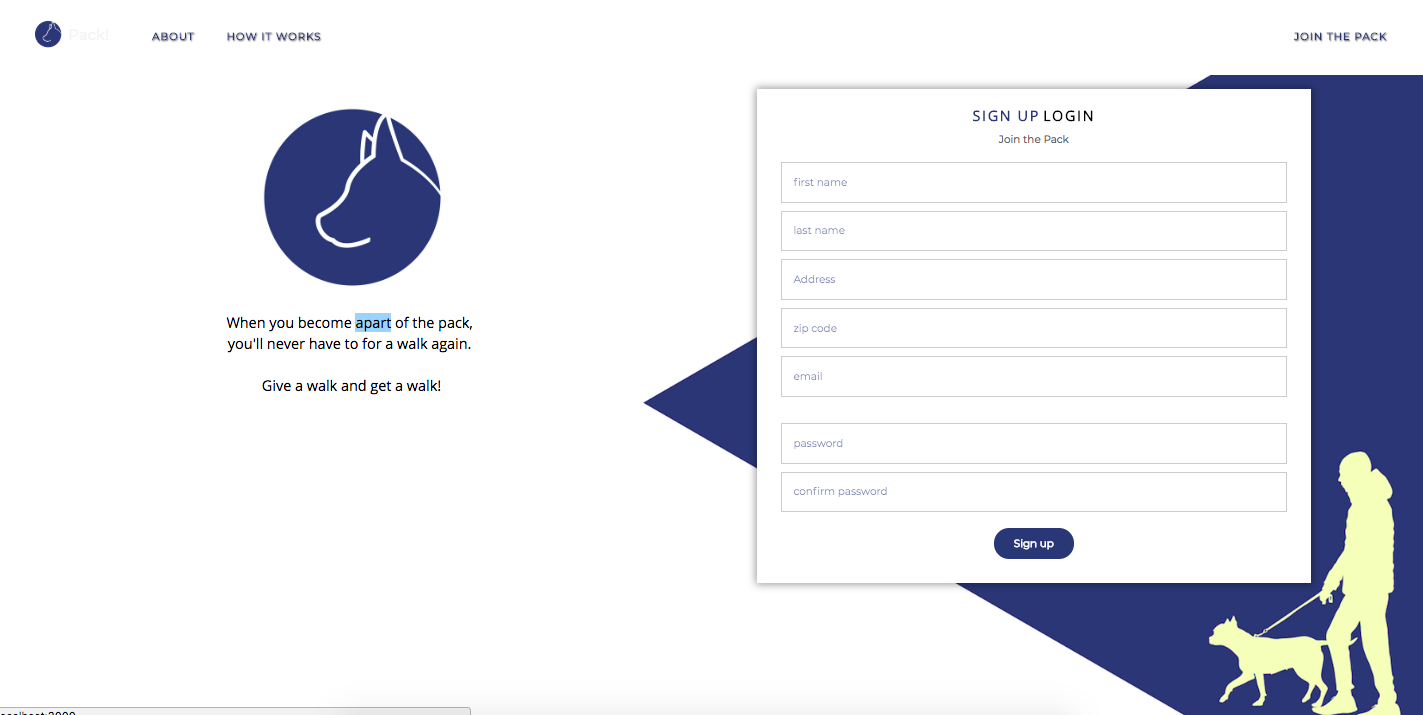 Pack! ABOUT HOW IT WORKS JOIN THE PACK
When you become apart of the pack,
you'll never have to for a walk again.
Give a walk and get a walk!
SIGN UP LOGIN
Join the Pack
first name
last name
Address
zip code
email
password
confirm password
Sign up